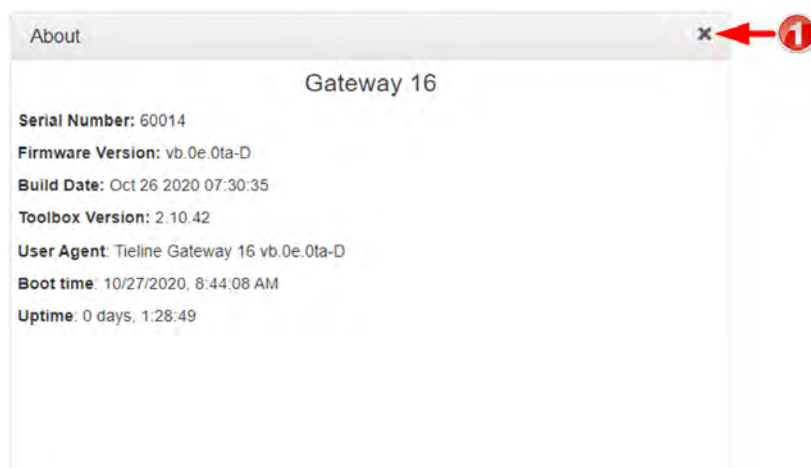 About
1
Gateway 16
Serial Number: 60014
Firmware Version: vb.0e.0ta-D
Build Date: Oct 26 2020 07:30:35
Toolbox Version: 2.10.42
User Agent: Tieline Gateway 16 vb.0e.0ta-D
Boot time: 10/27/2020, 8:44:08 AM
Uptime: 0 days, 1:28:49